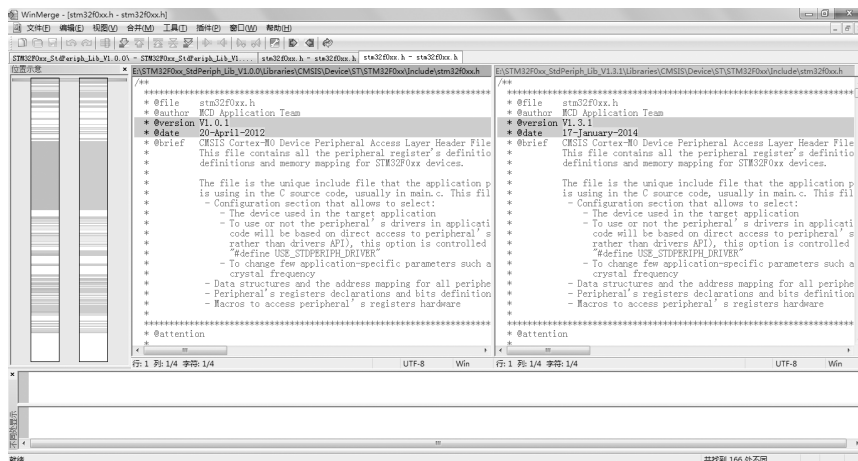 WinMerge - [stm32f0xx.h - stm32f0xx.h]
文件(F) 编辑(E) 视图(V) 合并(M) 工具(T) 插件(P) 窗口(W) 帮助(H)
STM32F0xx_StdPeriph_Lib_V1.0.0\ - STM32F0xx_StdPeriph_Lib_V1.... stm32f0xx.h - stm32f0xx.h stm32f0xx.h - stm32f0xx.h
位置示意 ×
E:\STM32F0xx_StdPeriph_Lib_V1.0.0\Libraries\CMSIS\Device\ST\STM32F0xx\Include\stm32f0xx.h
/**
******************************************************************
* @file stm32f0xx.h
* @author MCD Application Team
* @version V1.0.1
* @date 20-April-2012
* @brief CMSIS Cortex-M0 Device Peripheral Access Layer Header File
* This file contains all the peripheral register's definitio
* definitions and memory mapping for STM32F0xx devices.
*
* The file is the unique include file that the application p
* is using in the C source code, usually in main.c. This fil
* - Configuration section that allows to select:
* - The device used in the target application
* - To use or not the peripheral's drivers in applicati
* code will be based on direct access to peripheral's
* rather than drivers API), this option is controlled
* "#define USE_STDPERIPH_DRIVER"
* - To change few application-specific parameters such a
* crystal frequency
* - Data structures and the address mapping for all periphe
* - Peripheral's registers declarations and bits definition
* - Macros to access peripheral's registers hardware
*
******************************************************************
* @attention
*
行: 1 列: 1/4 字符: 1/4 UTF-8 Win
E:\STM32F0xx_StdPeriph_Lib_V1.3.1\Libraries\CMSIS\Device\ST\STM32F0xx\Include\stm32f0xx.h
/**
******************************************************************
* @file stm32f0xx.h
* @author MCD Application Team
* @version V1.3.1
* @date 17-January-2014
* @brief CMSIS Cortex-M0 Device Peripheral Access Layer Header File
* This file contains all the peripheral register's definitio
* definitions and memory mapping for STM32F0xx devices.
*
* The file is the unique include file that the application p
* is using in the C source code, usually in main.c. This fil
* - Configuration section that allows to select:
* - The device used in the target application
* - To use or not the peripheral's drivers in applicati
* code will be based on direct access to peripheral's
* rather than drivers API), this option is controlled
* "#define USE_STDPERIPH_DRIVER"
* - To change few application-specific parameters such a
* crystal frequency
* - Data structures and the address mapping for all periphe
* - Peripheral's registers declarations and bits definition
* - Macros to access peripheral's registers hardware
*
******************************************************************
* @attention
*
行: 1 列: 1/4 字符: 1/4 UTF-8 Win
×
不同处显示
就绪 共找到 166 处不同